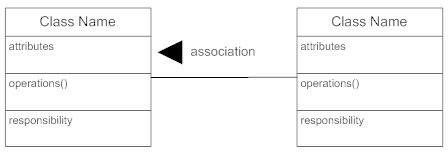 Class Name
attributes
operations()
responsibility
association
Class Name
attributes
operations()
responsibility